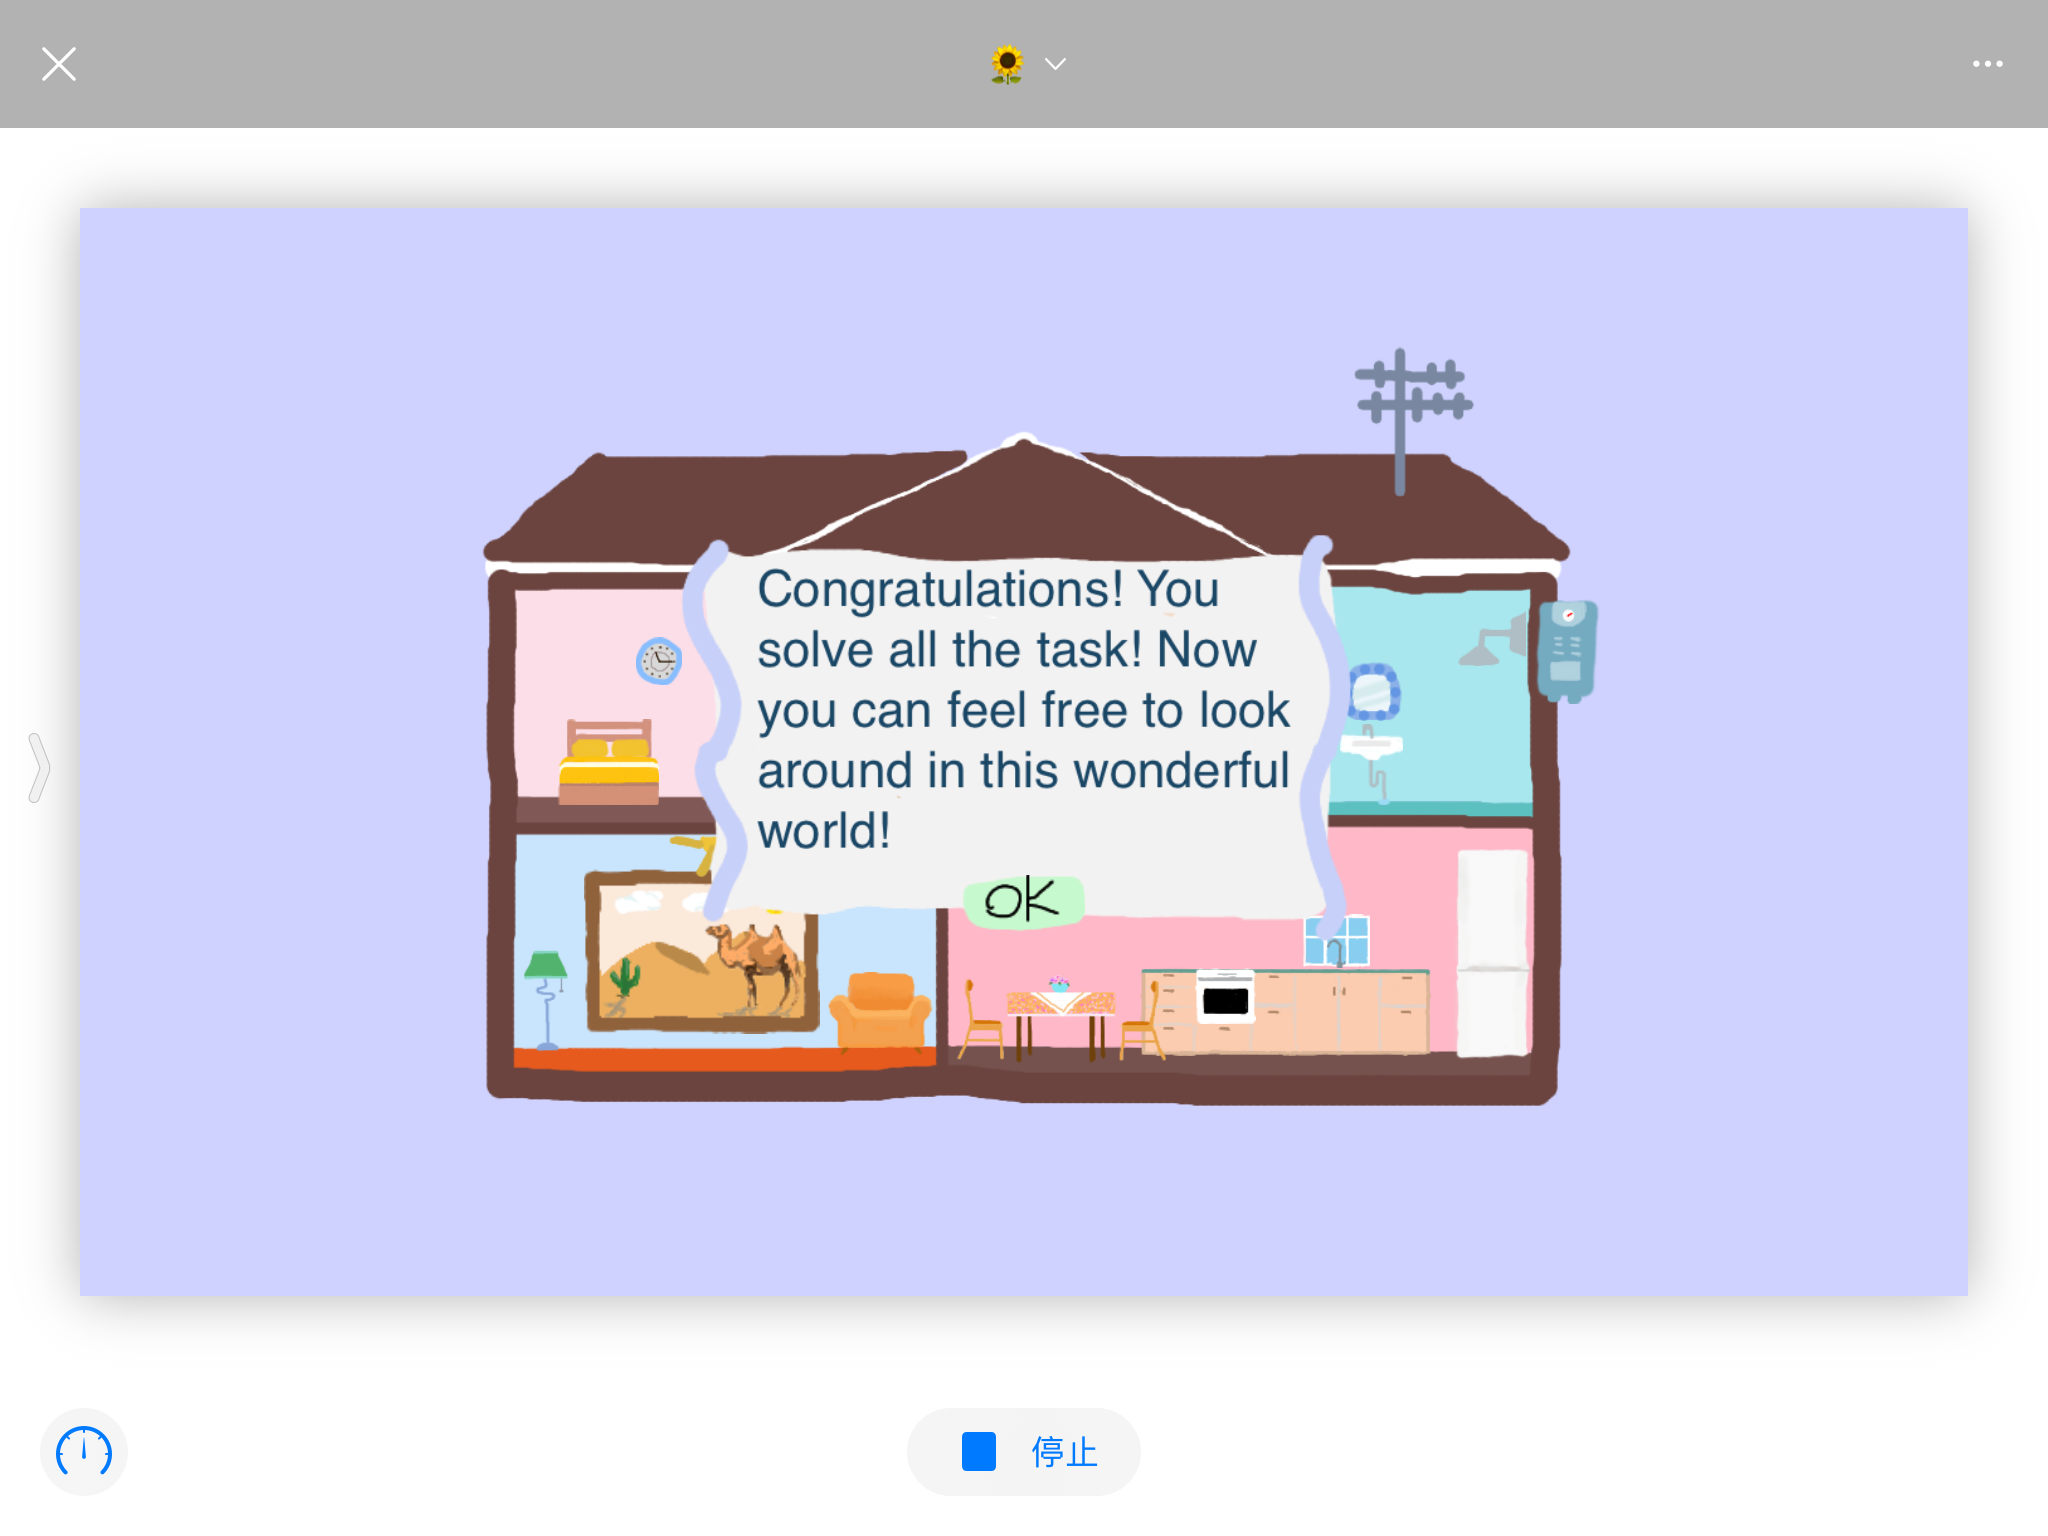 Congratulations! You
solve all the task! Now
you can feel free to look
around in this wonderful
world!
OK
停止